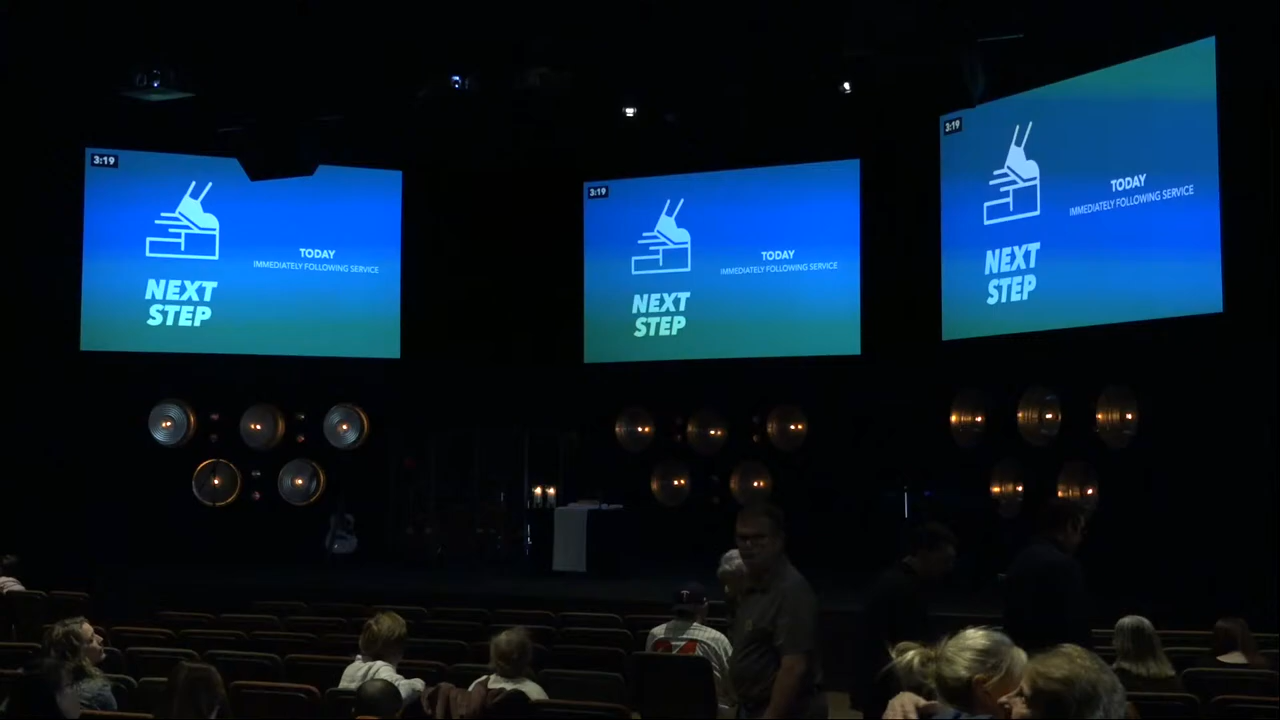 3:19
TODAY
IMMEDIATELY FOLLOWING SERVICE
NEXT
STEP
3:19
TODAY
IMMEDIATELY FOLLOWING SERVICE
NEXT
STEP
3:19
TODAY
IMMEDIATELY FOLLOWING SERVICE
NEXT
STEP